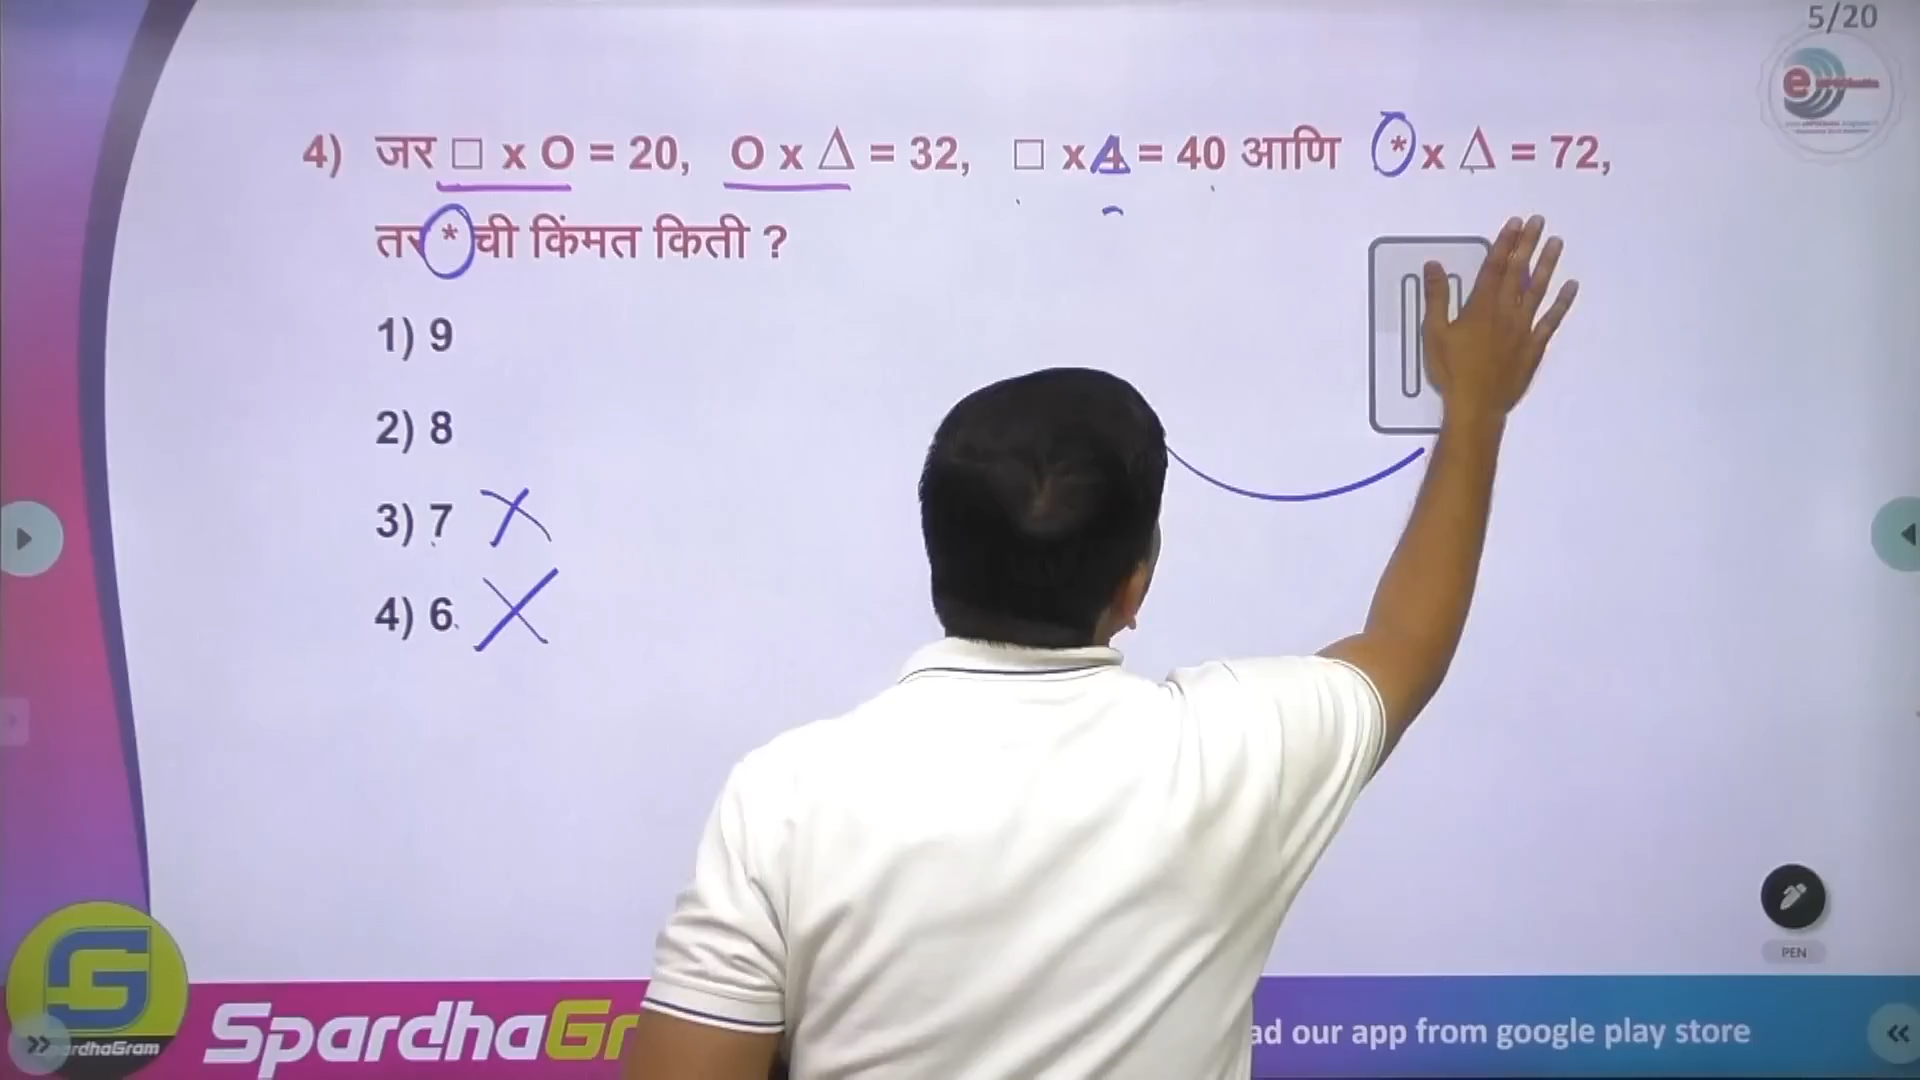 5/20
4) जर □ x O = 20, O x Δ = 32, □ x 4 = 40 आणि * x Δ = 72,
तर * ची किंमत किती ?
1) 9
2) 8
3) 7
4) 6
PEN
SpardhaGr
ad our app from google play store